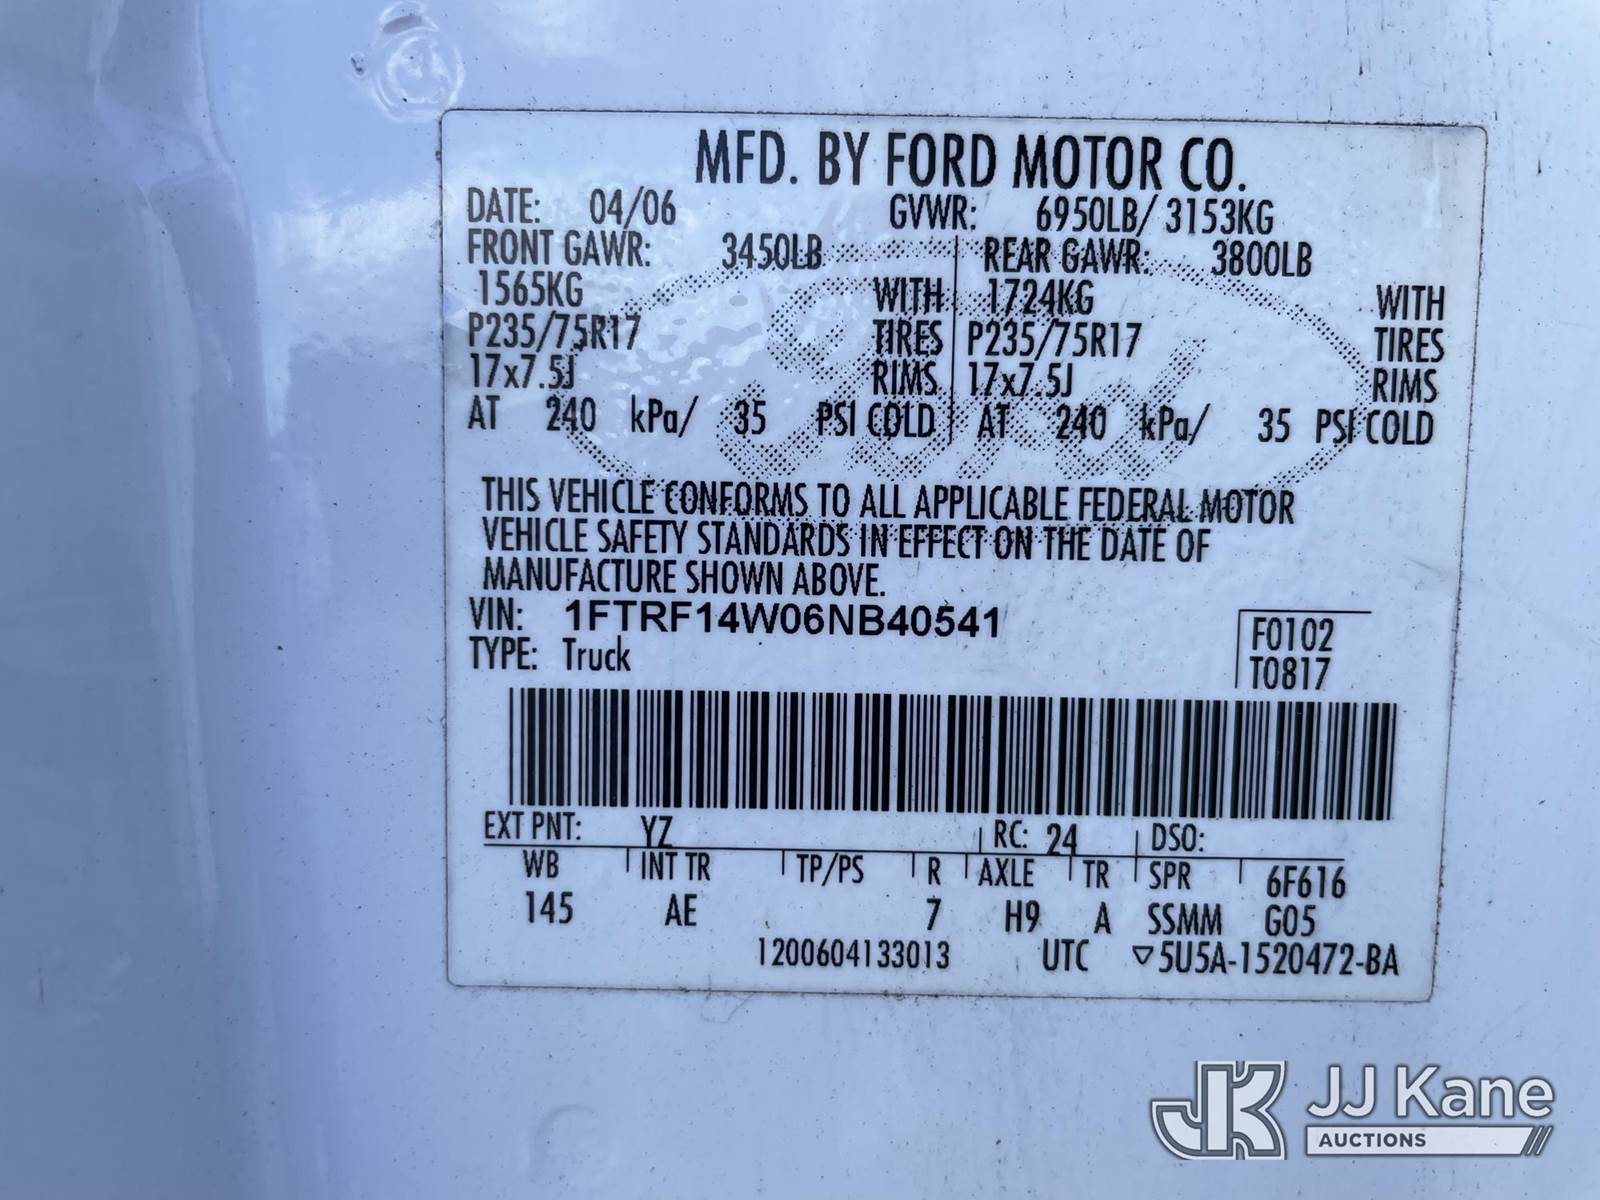 MFD. BY FORD MOTOR CO.
DATE: 04/06 GVWR: 6950LB/ 3153KG
FRONT GAWR: 3450LB REAR GAWR: 3800LB
1565KG WITH 1724KG WITH
P235/75R17 TIRES P235/75R17 TIRES
17x7.5J RIMS 17x7.5J RIMS
AT 240 kPa/ 35 PSI COLD AT 240 kPa/ 35 PSI COLD
THIS VEHICLE CONFORMS TO ALL APPLICABLE FEDERAL MOTOR
VEHICLE SAFETY STANDARDS IN EFFECT ON THE DATE OF
MANUFACTURE SHOWN ABOVE.
VIN: 1FTRF14W06NB40541 F0102
TYPE: Truck T0817
EXT PNT: YZ RC: 24 DSO:
WB INT TR TP/PS R AXLE TR SPR 6F616
145 AE 7 H9 A SSMM G05
1200604133013 UTC ▽5U5A-1520472-BA
Ford
JK JJ Kane
AUCTIONS